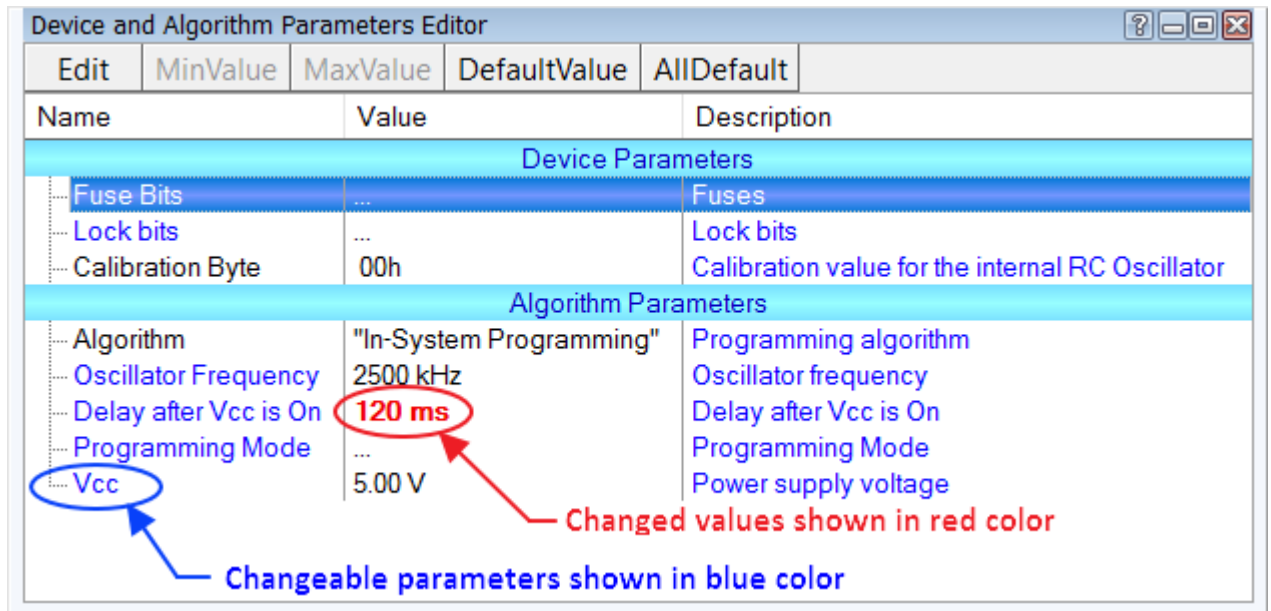 Device and Algorithm Parameters Editor
Edit MinValue MaxValue DefaultValue AllDefault
Name Value Description
Device Parameters
Fuse Bits ... Fuses
Lock bits ... Lock bits
Calibration Byte 00h Calibration value for the internal RC Oscillator
Algorithm Parameters
Algorithm "In-System Programming" Programming algorithm
Oscillator Frequency 2500 kHz Oscillator frequency
Delay after Vcc is On 120 ms Delay after Vcc is On
Programming Mode ... Programming Mode
Vcc 5.00 V Power supply voltage
Changed values shown in red color
Changeable parameters shown in blue color